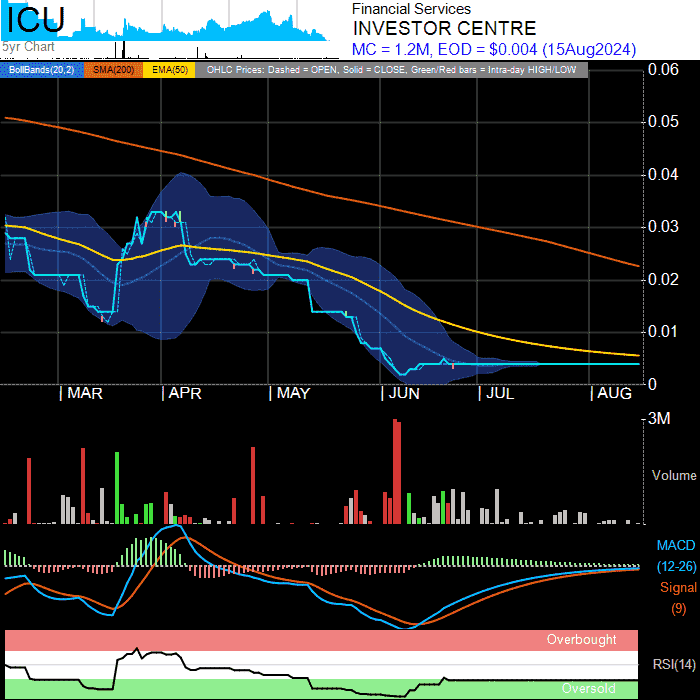 ICU
5yr Chart
Financial Services
INVESTOR CENTRE
MC = 1.2M, EOD = $0.004 (15Aug2024)
BollBands(20,2) SMA(200) EMA(50) OHLC Prices: Dashed = OPEN, Solid = CLOSE, Green/Red bars = Intra-day HIGH/LOW
0.06
0.05
0.04
0.03
0.02
0.01
0
| MAR | APR | MAY | JUN | JUL | AUG
3M
Volume
MACD
(12-26)
Signal
(9)
Overbought
RSI(14)
Oversold